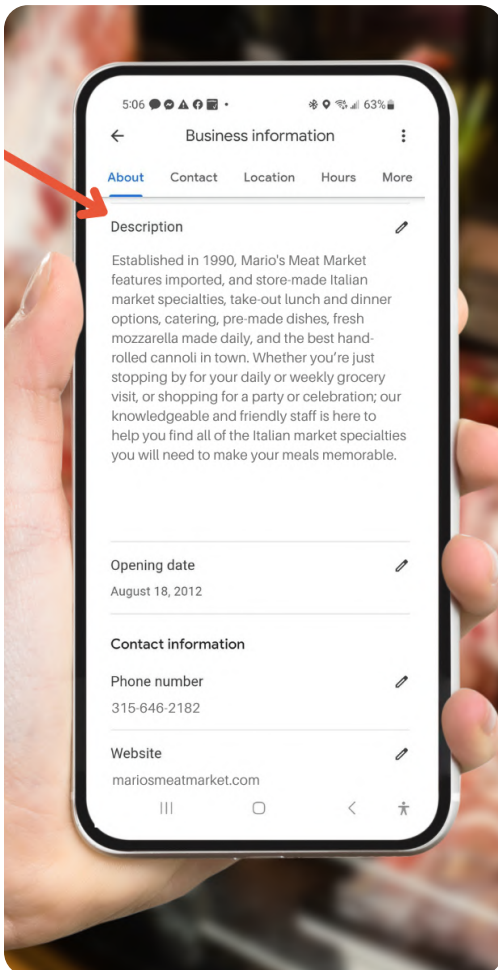 5:06 63%
Business information
About Contact Location Hours More
Description
Established in 1990, Mario's Meat Market
features imported, and store-made Italian
market specialties, take-out lunch and dinner
options, catering, pre-made dishes, fresh
mozzarella made daily, and the best hand-
rolled cannoli in town. Whether you're just
stopping by for your daily or weekly grocery
visit, or shopping for a party or celebration; our
knowledgeable and friendly staff is here to
help you find all of the Italian market specialties
you will need to make your meals memorable.
Opening date
August 18, 2012
Contact information
Phone number
315-646-2182
Website
mariosmeatmarket.com